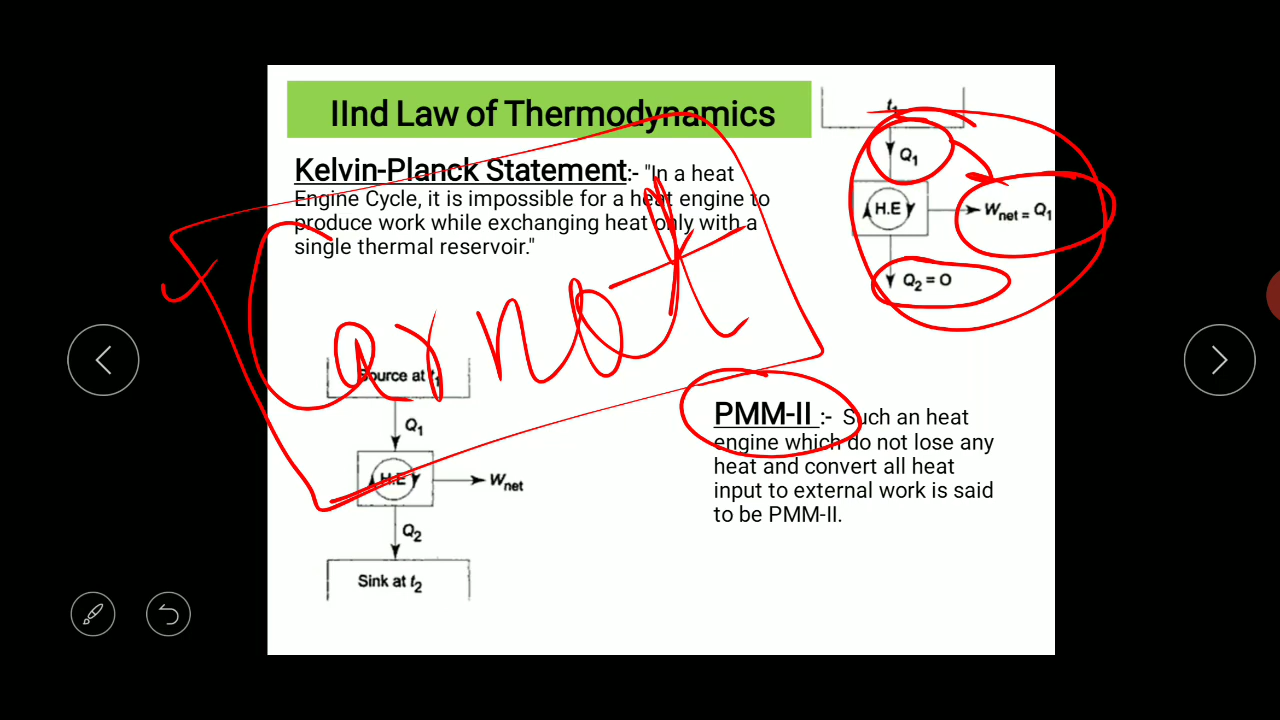 IInd Law of Thermodynamics
Kelvin-Planck Statement:- "In a heat
Engine Cycle, it is impossible for a heat engine to
produce work while exchanging heat only with a
single thermal reservoir."
t1
Q1
H.E
Wnet = Q1
Q2 = O
Carnot
Source at t1
Q1
H.E
Wnet
Q2
Sink at t2
PMM-II :- Such an heat
engine which do not lose any
heat and convert all heat
input to external work is said
to be PMM-II.